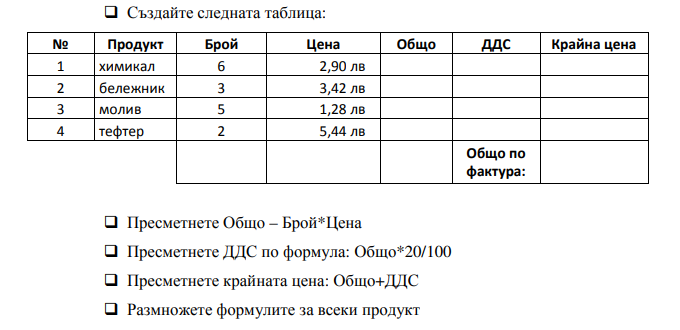 Създайте следната таблица:
№ Продукт Брой Цена Общо ДДС Крайна цена
1 химикал 6 2,90 лв
2 бележник 3 3,42 лв
3 молив 5 1,28 лв
4 тефтер 2 5,44 лв
Общо по
фактура:
Пресметнете Общо – Брой*Цена
Пресметнете ДДС по формула: Общо*20/100
Пресметнете крайната цена: Общо+ДДС
Размножете формулите за всеки продукт